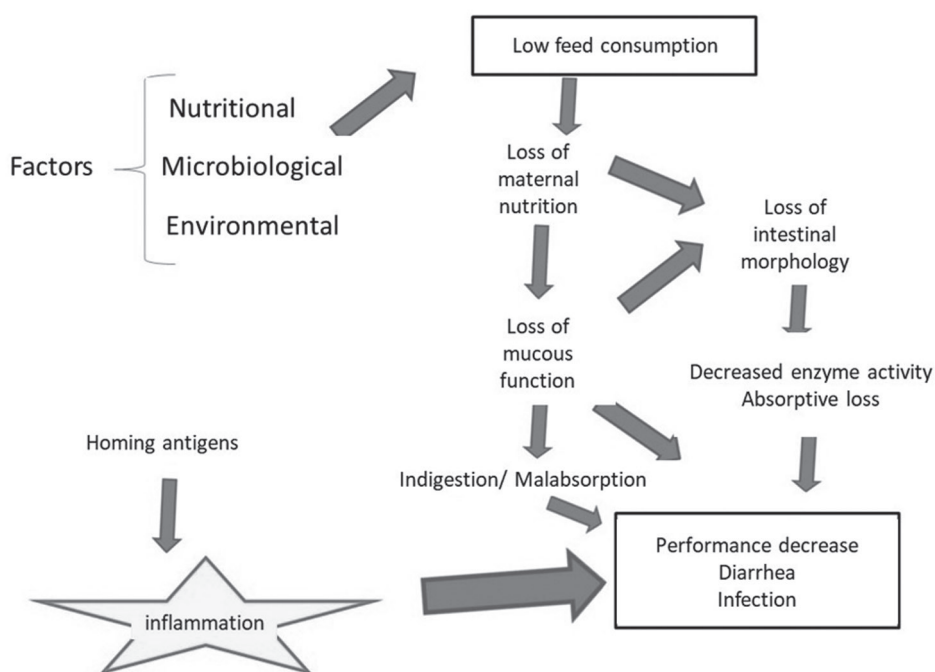 Low feed consumption
Factors
Nutritional
Microbiological
Environmental
Loss of
maternal
nutrition
Loss of
intestinal
morphology
Loss of
mucous
function
Decreased enzyme activity
Absorptive loss
Homing antigens
Indigestion/ Malabsorption
Performance decrease
Diarrhea
Infection
inflammation